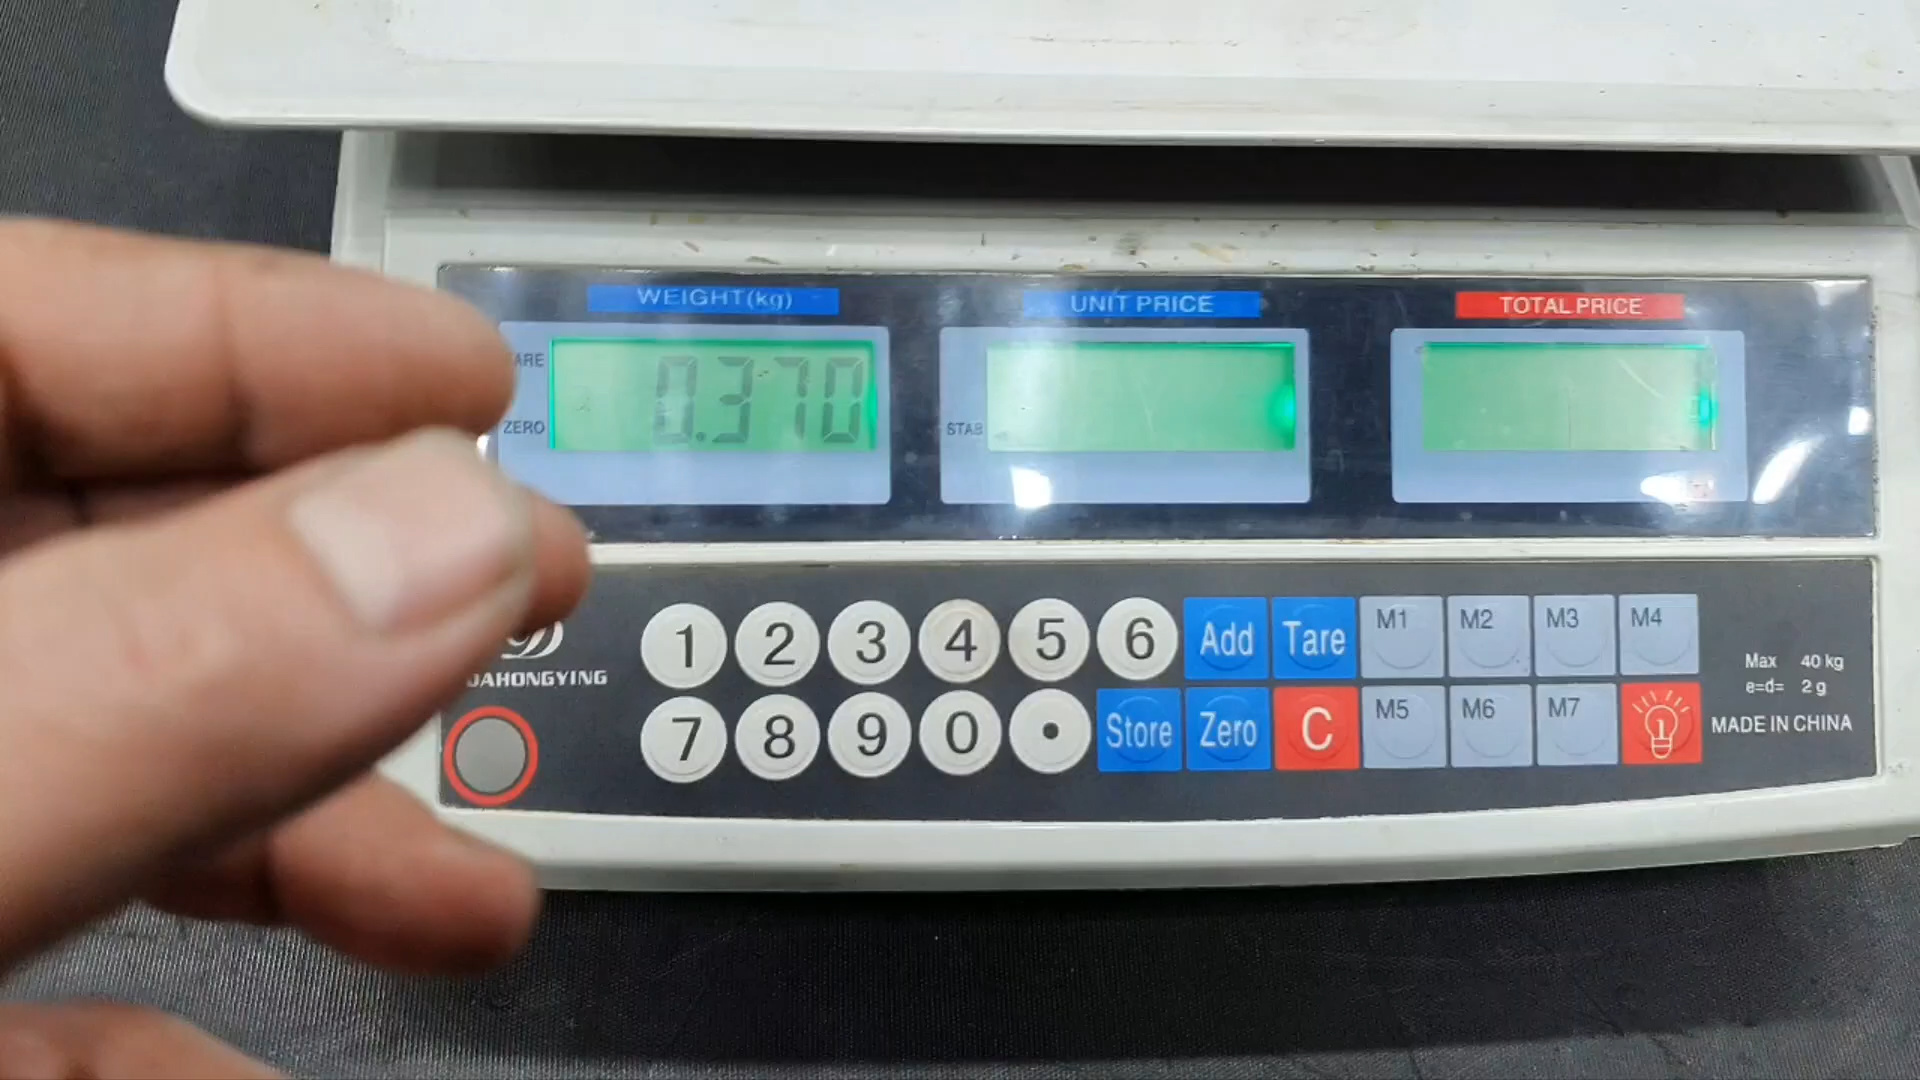 WEIGHT(kg) UNIT PRICE TOTAL PRICE
ARE
0.370
ZERO
STAB
DAHONGYING
1 2 3 4 5 6 Add Tare M1 M2 M3 M4
7 8 9 0 • Store Zero C M5 M6 M7
Max 40 kg
e=d= 2 g
MADE IN CHINA